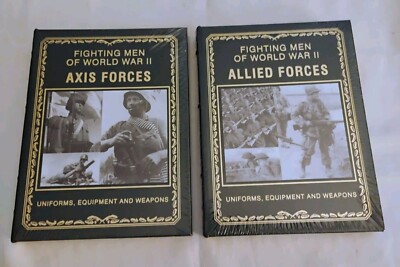 FIGHTING MEN
OF WORLD WAR II
AXIS FORCES
UNIFORMS, EQUIPMENT AND WEAPONS
FIGHTING MEN
OF WORLD WAR II
ALLIED FORCES
UNIFORMS, EQUIPMENT AND WEAPONS